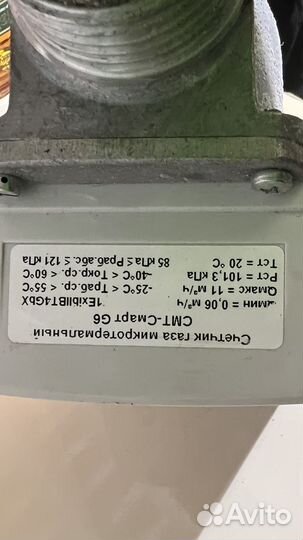 Счетчик газа микротермальный
СМТ-Смарт G6
Qмин = 0,06 м³/ч 1ExibIIBT4GX
Qмакс = 11 м³/ч -25°С < Траб.ср. < 55°С
Рст = 101,3 кПа -40°С < Токр.ср. < 60°С
Тст = 20 °С 85 кПа ≤ Рраб.абс. ≤ 121 кПа
Avito